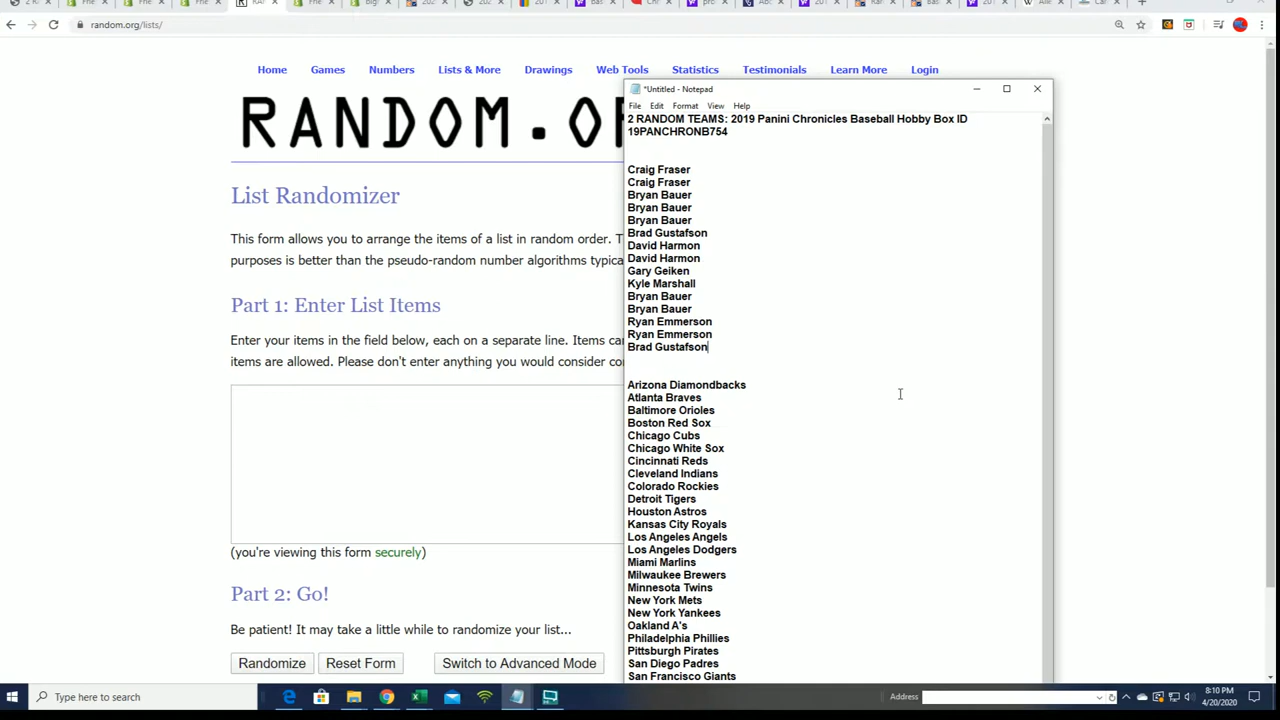 random.org/lists/
Home Games Numbers Lists & More Drawings Web Tools Statistics Testimonials Learn More Login
RANDOM.O
List Randomizer
This form allows you to arrange the items of a list in random order. T
purposes is better than the pseudo-random number algorithms typica
Part 1: Enter List Items
Enter your items in the field below, each on a separate line. Items ca
items are allowed. Please don't enter anything you would consider co
(you're viewing this form securely)
Part 2: Go!
Be patient! It may take a little while to randomize your list...
Randomize Reset Form Switch to Advanced Mode
*Untitled - Notepad
File Edit Format View Help
2 RANDOM TEAMS: 2019 Panini Chronicles Baseball Hobby Box ID
19PANCHRONB754
Craig Fraser
Craig Fraser
Bryan Bauer
Bryan Bauer
Bryan Bauer
Brad Gustafson
David Harmon
David Harmon
Gary Geiken
Kyle Marshall
Bryan Bauer
Bryan Bauer
Ryan Emmerson
Ryan Emmerson
Brad Gustafson
Arizona Diamondbacks
Atlanta Braves
Baltimore Orioles
Boston Red Sox
Chicago Cubs
Chicago White Sox
Cincinnati Reds
Cleveland Indians
Colorado Rockies
Detroit Tigers
Houston Astros
Kansas City Royals
Los Angeles Angels
Los Angeles Dodgers
Miami Marlins
Milwaukee Brewers
Minnesota Twins
New York Mets
New York Yankees
Oakland A's
Philadelphia Phillies
Pittsburgh Pirates
San Diego Padres
San Francisco Giants
Type here to search
Address
8:10 PM
4/20/2020